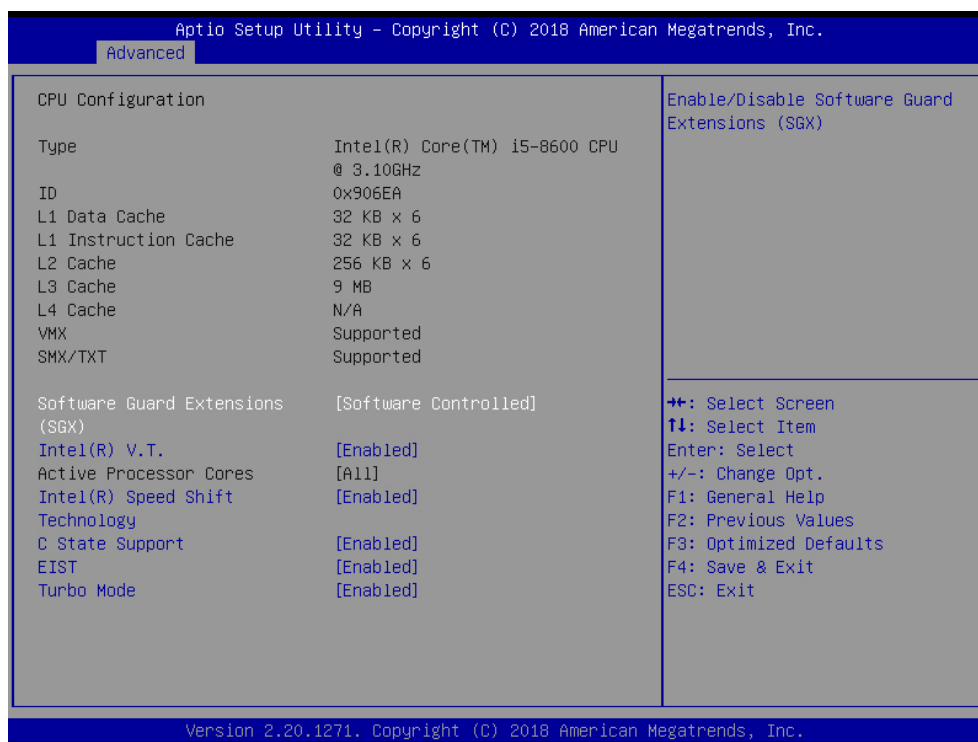 Aptio Setup Utility – Copyright (C) 2018 American Megatrends, Inc.
Advanced
CPU Configuration
Type Intel(R) Core(TM) i5-8600 CPU
@ 3.10GHz
ID 0x906EA
L1 Data Cache 32 KB x 6
L1 Instruction Cache 32 KB x 6
L2 Cache 256 KB x 6
L3 Cache 9 MB
L4 Cache N/A
VMX Supported
SMX/TXT Supported
Software Guard Extensions [Software Controlled]
(SGX)
Intel(R) V.T. [Enabled]
Active Processor Cores [All]
Intel(R) Speed Shift [Enabled]
Technology
C State Support [Enabled]
EIST [Enabled]
Turbo Mode [Enabled]
Enable/Disable Software Guard
Extensions (SGX)
→←: Select Screen
↑↓: Select Item
Enter: Select
+/-: Change Opt.
F1: General Help
F2: Previous Values
F3: Optimized Defaults
F4: Save & Exit
ESC: Exit
Version 2.20.1271. Copyright (C) 2018 American Megatrends, Inc.